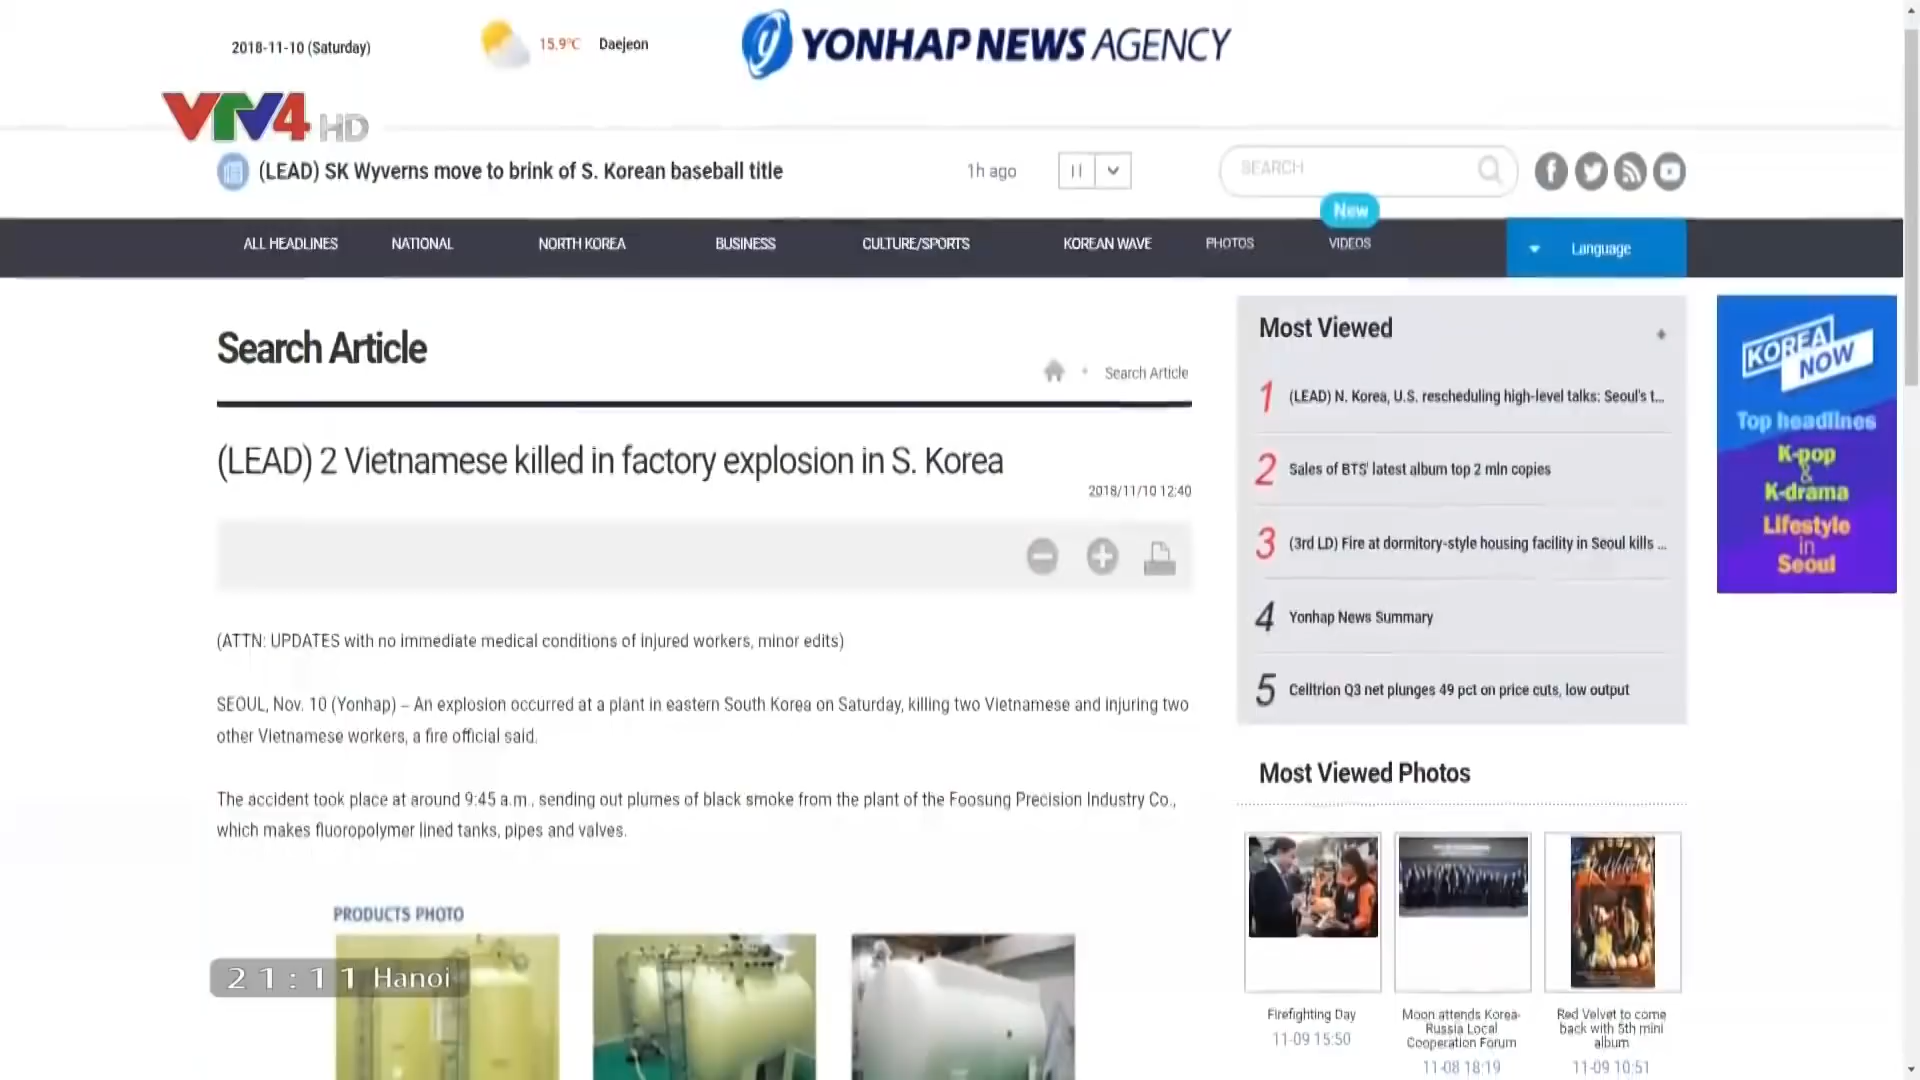 2018-11-10 (Saturday)
15.9°C Daejeon
YONHAP NEWS AGENCY
VTV4 HD
(LEAD) SK Wyverns move to brink of S. Korean baseball title
1h ago
SEARCH
New
ALL HEADLINES NATIONAL NORTH KOREA BUSINESS CULTURE/SPORTS KOREAN WAVE PHOTOS VIDEOS Language
Search Article
Search Article
(LEAD) 2 Vietnamese killed in factory explosion in S. Korea
2018/11/10 12:40
(ATTN: UPDATES with no immediate medical conditions of injured workers, minor edits)
SEOUL, Nov. 10 (Yonhap) – An explosion occurred at a plant in eastern South Korea on Saturday, killing two Vietnamese and injuring two
other Vietnamese workers, a fire official said.
The accident took place at around 9:45 a.m., sending out plumes of black smoke from the plant of the Foosung Precision Industry Co.,
which makes fluoropolymer lined tanks, pipes and valves.
PRODUCTS PHOTO
21:11 Hanoi
Most Viewed
1 (LEAD) N. Korea, U.S. rescheduling high-level talks: Seoul's t...
2 Sales of BTS' latest album top 2 mln copies
3 (3rd LD) Fire at dormitory-style housing facility in Seoul kills ...
4 Yonhap News Summary
5 Celltrion Q3 net plunges 49 pct on price cuts, low output
Most Viewed Photos
Firefighting Day
11-09 15:50
Moon attends Korea-
Russia Local
Cooperation Forum
11-08 18:19
Red Velvet to come
back with 5th mini
album
11-09 10:51
KOREA
NOW
Top headlines
K-pop
&
K-drama
Lifestyle
in
Seoul